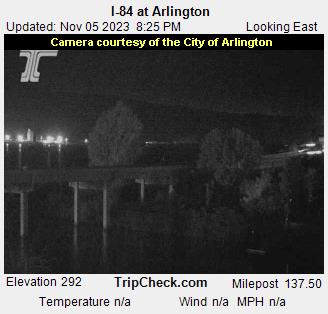 I-84 at Arlington
Updated: Nov 05 2023 8:25 PM Looking East
Camera courtesy of the City of Arlington
Elevation 292 TripCheck.com Milepost 137.50
Temperature n/a Wind n/a MPH n/a